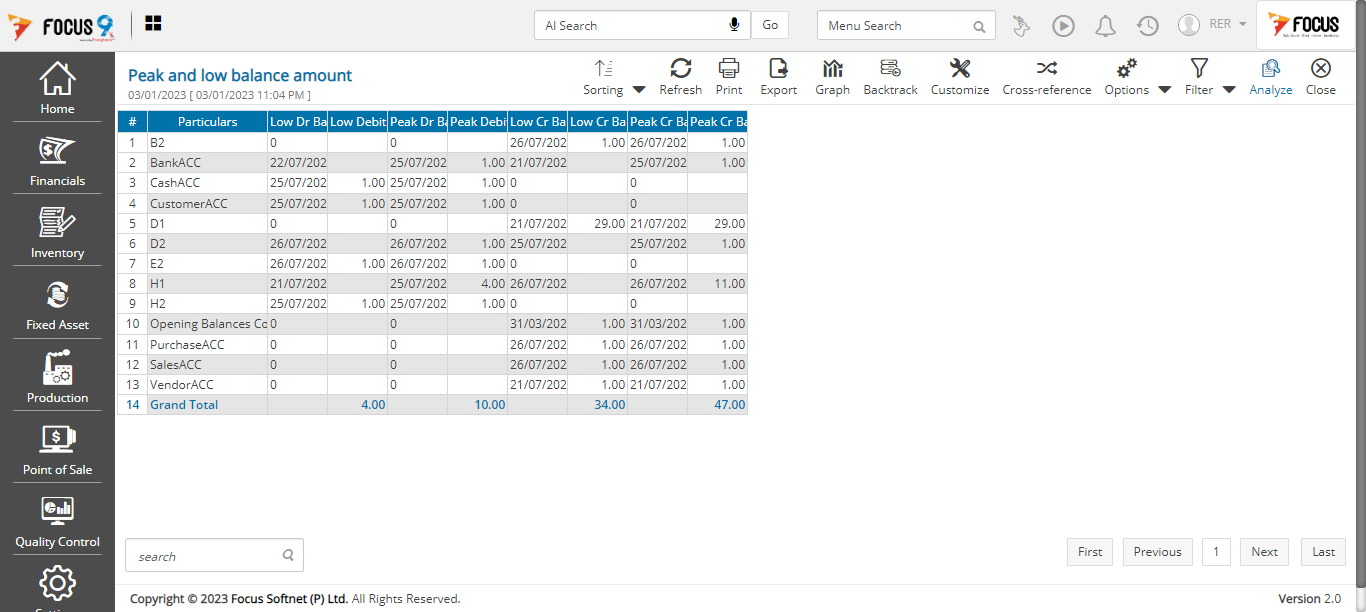 FOCUS 9
AI Search
Go
Menu Search
RER
FOCUS
Home
Financials
Inventory
Fixed Asset
Production
Point of Sale
Quality Control
Peak and low balance amount
03/01/2023 [ 03/01/2023 11:04 PM ]
Sorting Refresh Print Export Graph Backtrack Customize Cross-reference Options Filter Analyze Close
# Particulars Low Dr Ba Low Debit Peak Dr Ba Peak Debi Low Cr Ba Low Cr Ba Peak Cr Ba Peak Cr Ba
1 B2 0 0 26/07/202 1.00 26/07/202 1.00
2 BankACC 22/07/202 25/07/202 1.00 21/07/202 25/07/202 1.00
3 CashACC 25/07/202 1.00 25/07/202 1.00 0 0
4 CustomerACC 25/07/202 1.00 25/07/202 1.00 0 0
5 D1 0 0 21/07/202 29.00 21/07/202 29.00
6 D2 26/07/202 26/07/202 1.00 25/07/202 25/07/202 1.00
7 E2 26/07/202 1.00 26/07/202 1.00 0 0
8 H1 21/07/202 25/07/202 4.00 26/07/202 26/07/202 11.00
9 H2 25/07/202 1.00 25/07/202 1.00 0 0
10 Opening Balances Co 0 0 31/03/202 1.00 31/03/202 1.00
11 PurchaseACC 0 0 26/07/202 1.00 26/07/202 1.00
12 SalesACC 0 0 26/07/202 1.00 26/07/202 1.00
13 VendorACC 0 0 21/07/202 1.00 21/07/202 1.00
14 Grand Total 4.00 10.00 34.00 47.00
search
First Previous 1 Next Last
Copyright © 2023 Focus Softnet (P) Ltd. All Rights Reserved.
Version 2.0